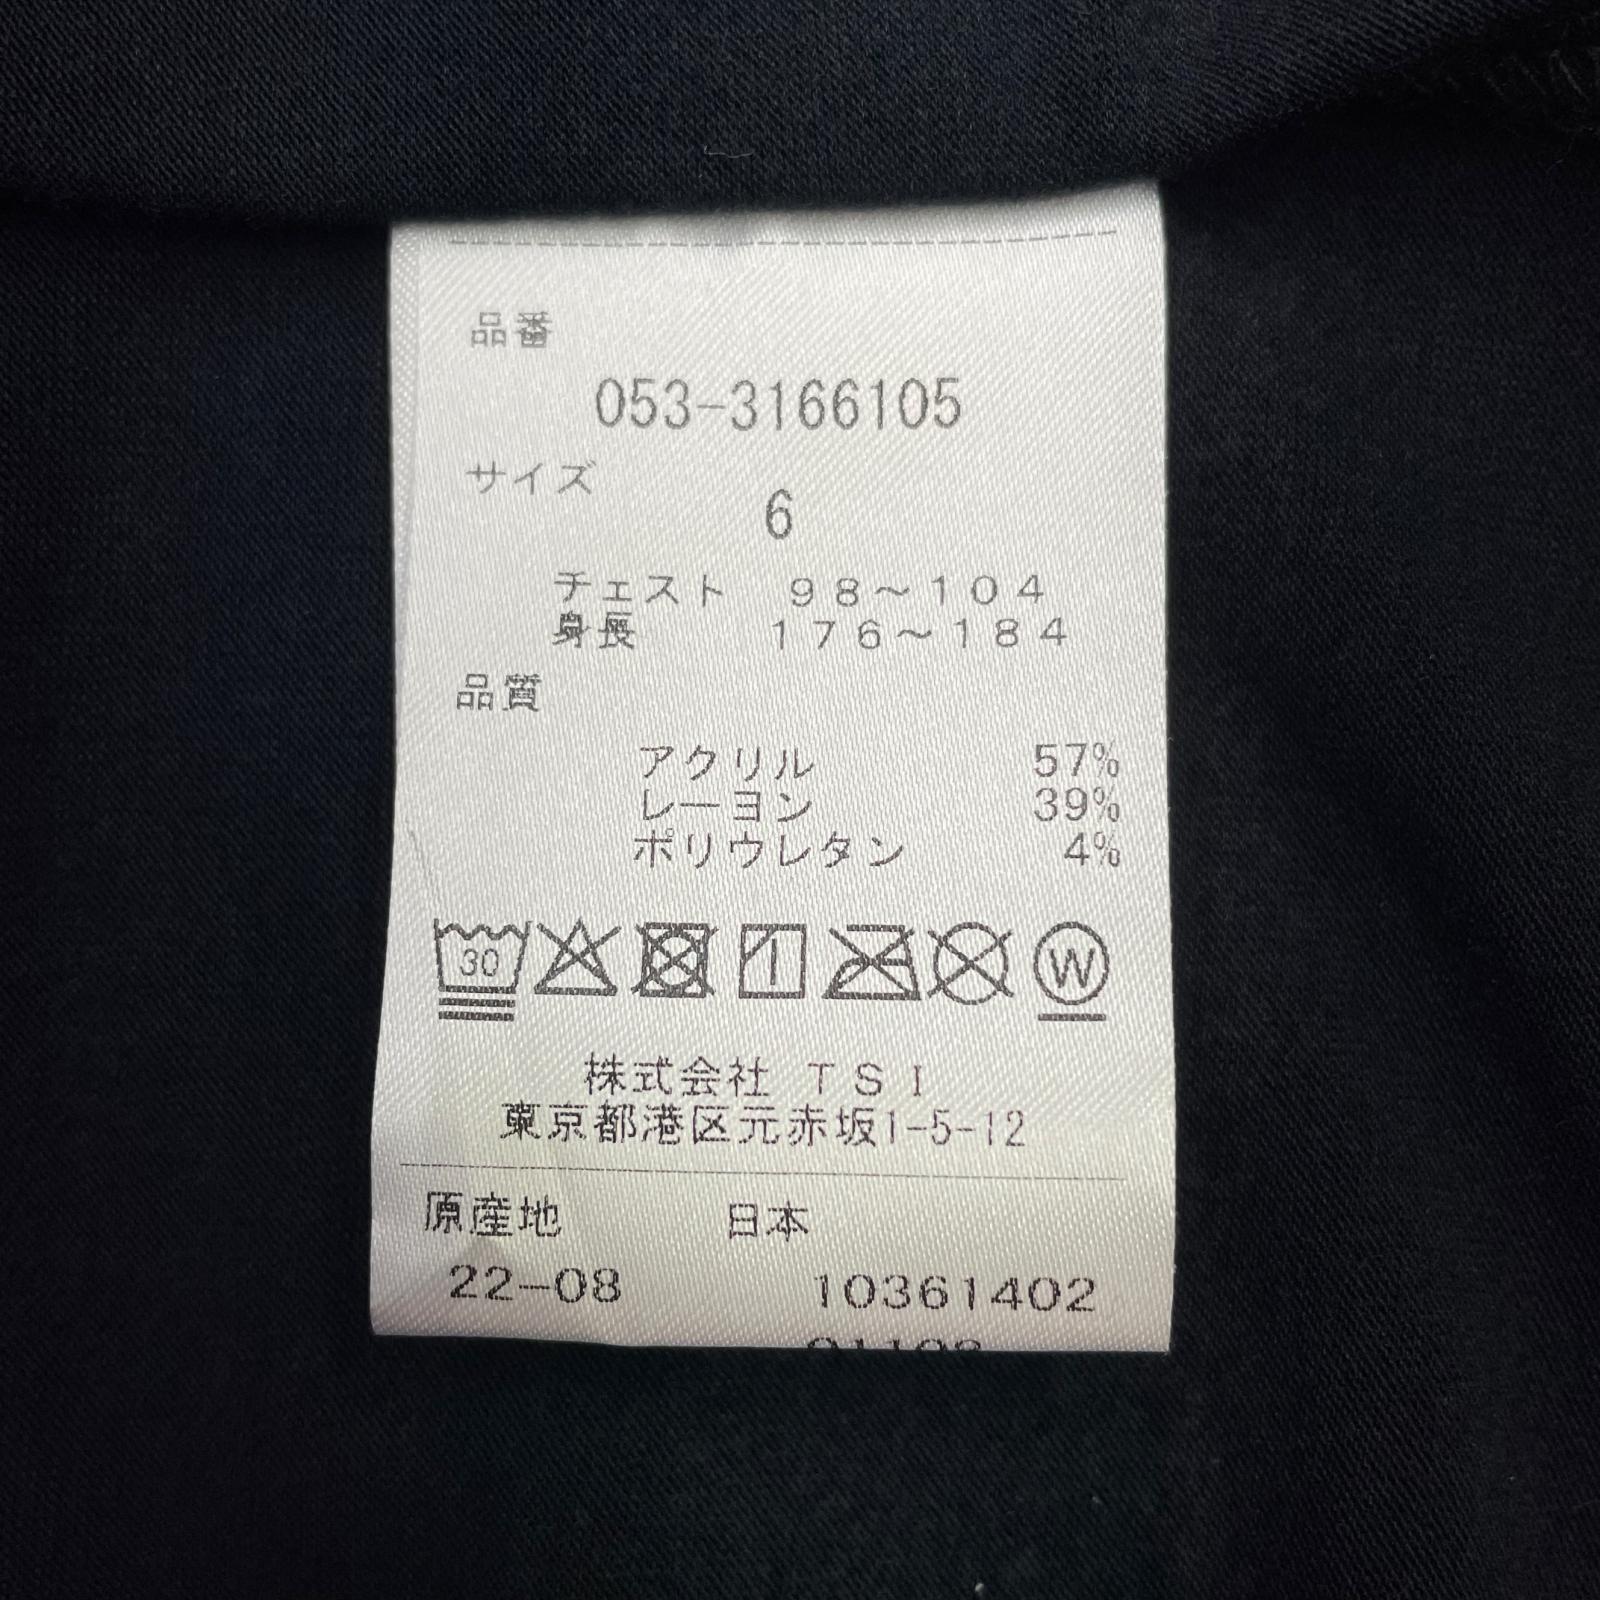 品番
053-3166105
サイズ
6
チェスト 98～104
身長 176～184
品質
アクリル 57%
レーヨン 39%
ポリウレタン 4%
30 W
株式会社 TSI
東京都港区元赤坂1-5-12
原産地 日本
22-08 10361402